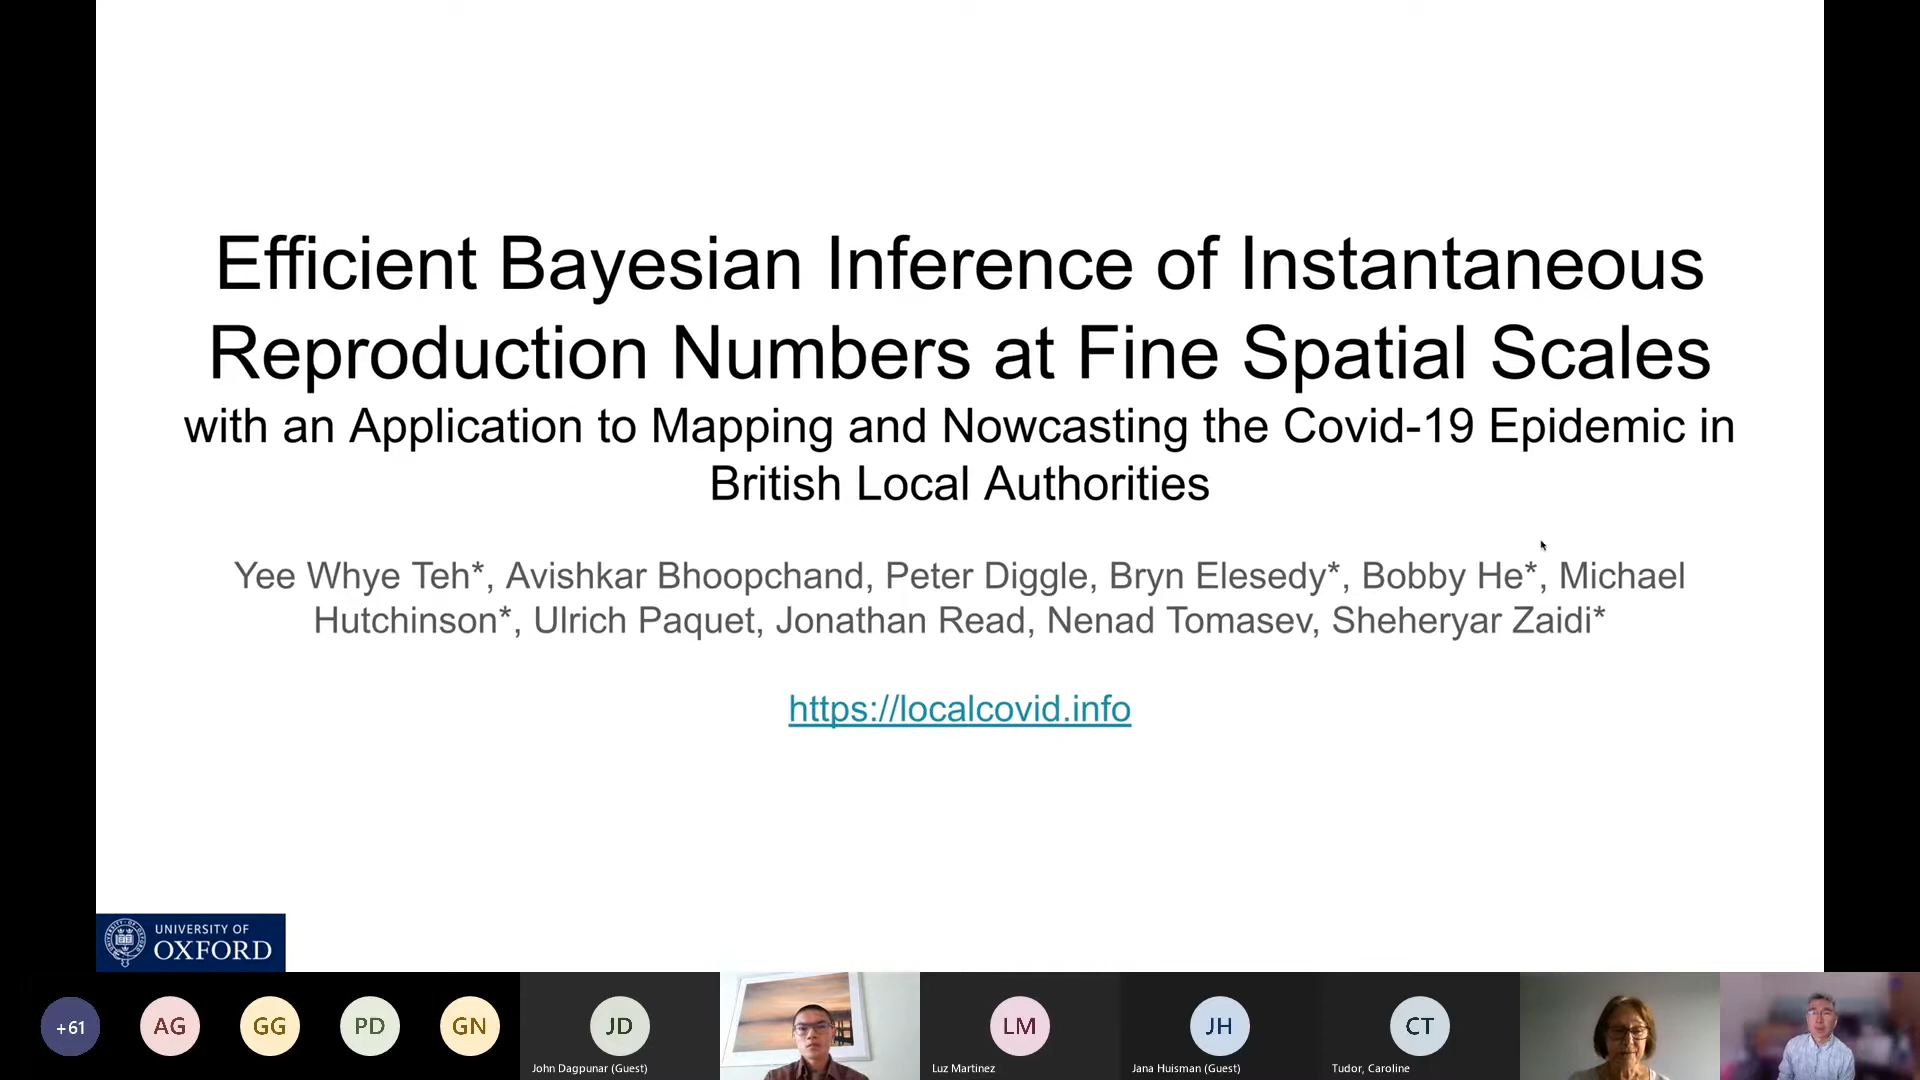 Efficient Bayesian Inference of Instantaneous
Reproduction Numbers at Fine Spatial Scales
with an Application to Mapping and Nowcasting the Covid-19 Epidemic in
British Local Authorities
Yee Whye Teh*, Avishkar Bhoopchand, Peter Diggle, Bryn Elesedy*, Bobby He*, Michael
Hutchinson*, Ulrich Paquet, Jonathan Read, Nenad Tomasev, Sheheryar Zaidi*
https://localcovid.info
UNIVERSITY OF
OXFORD
+61
AG
GG
PD
GN
JD
John Dagpunar (Guest)
LM
Luz Martinez
JH
Jana Huisman (Guest)
CT
Tudor, Caroline